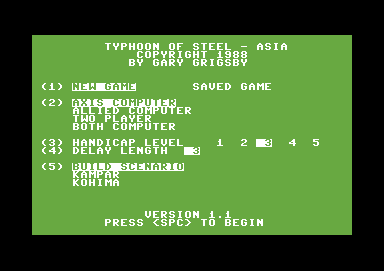 TYPHOON OF STEEL - ASIA
COPYRIGHT 1988
BY GARY GRIGSBY
(1) NEW GAME SAVED GAME
(2) AXIS COMPUTER
ALLIED COMPUTER
TWO PLAYER
BOTH COMPUTER
(3) HANDICAP LEVEL 1 2 3 4 5
(4) DELAY LENGTH 3
(5) BUILD SCENARIO
KAMPAR
KOHIMA
VERSION 1.1
PRESS <SPC> TO BEGIN